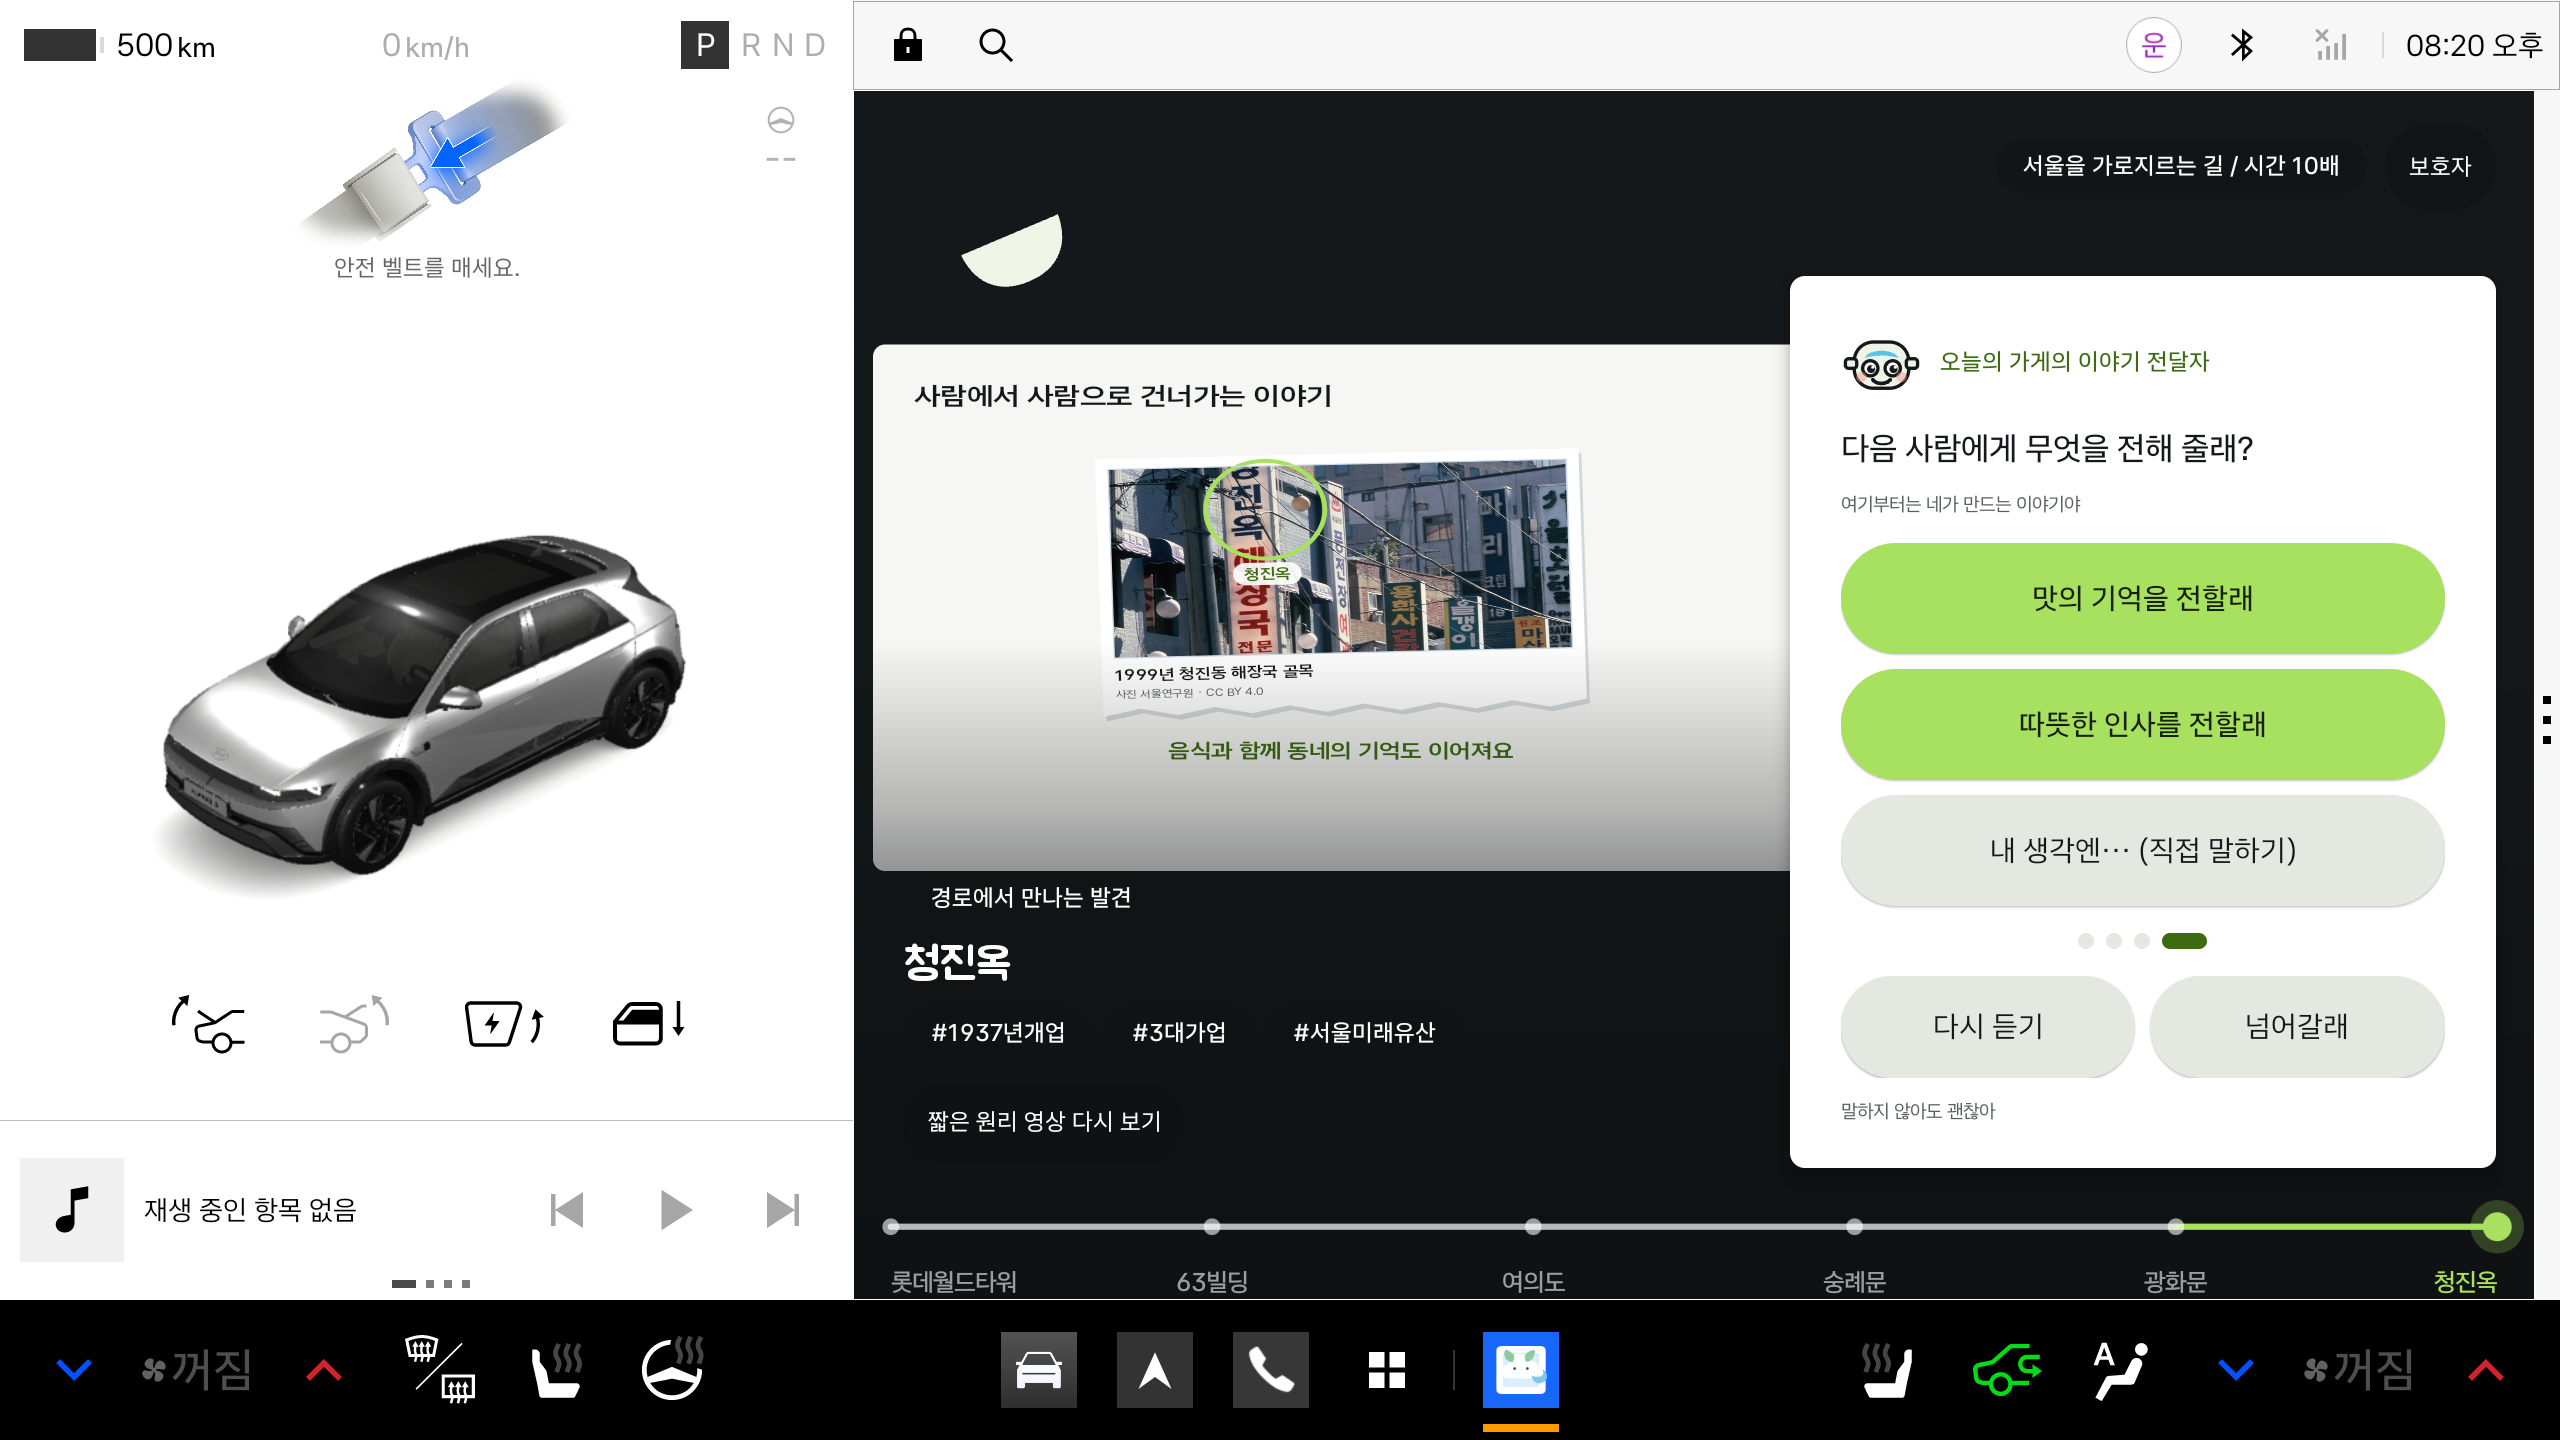 500 km
0 km/h
P R N D
운
08:20 오후
안전 벨트를 매세요.
서울을 가로지르는 길 / 시간 10배
보호자
사람에서 사람으로 건너가는 이야기
청진옥
해장국
전문
청진옥
1999년 청진동 해장국 골목
사진 서울연구원 · CC BY 4.0
음식과 함께 동네의 기억도 이어져요
오늘의 가게의 이야기 전달자
다음 사람에게 무엇을 전해 줄래?
여기부터는 네가 만드는 이야기야
맛의 기억을 전할래
따뜻한 인사를 전할래
내 생각엔… (직접 말하기)
다시 듣기
넘어갈래
말하지 않아도 괜찮아
경로에서 만나는 발견
청진옥
#1937년개업
#3대가업
#서울미래유산
짧은 원리 영상 다시 보기
재생 중인 항목 없음
롯데월드타워
63빌딩
여의도
숭례문
광화문
청진옥
꺼짐
A
꺼짐